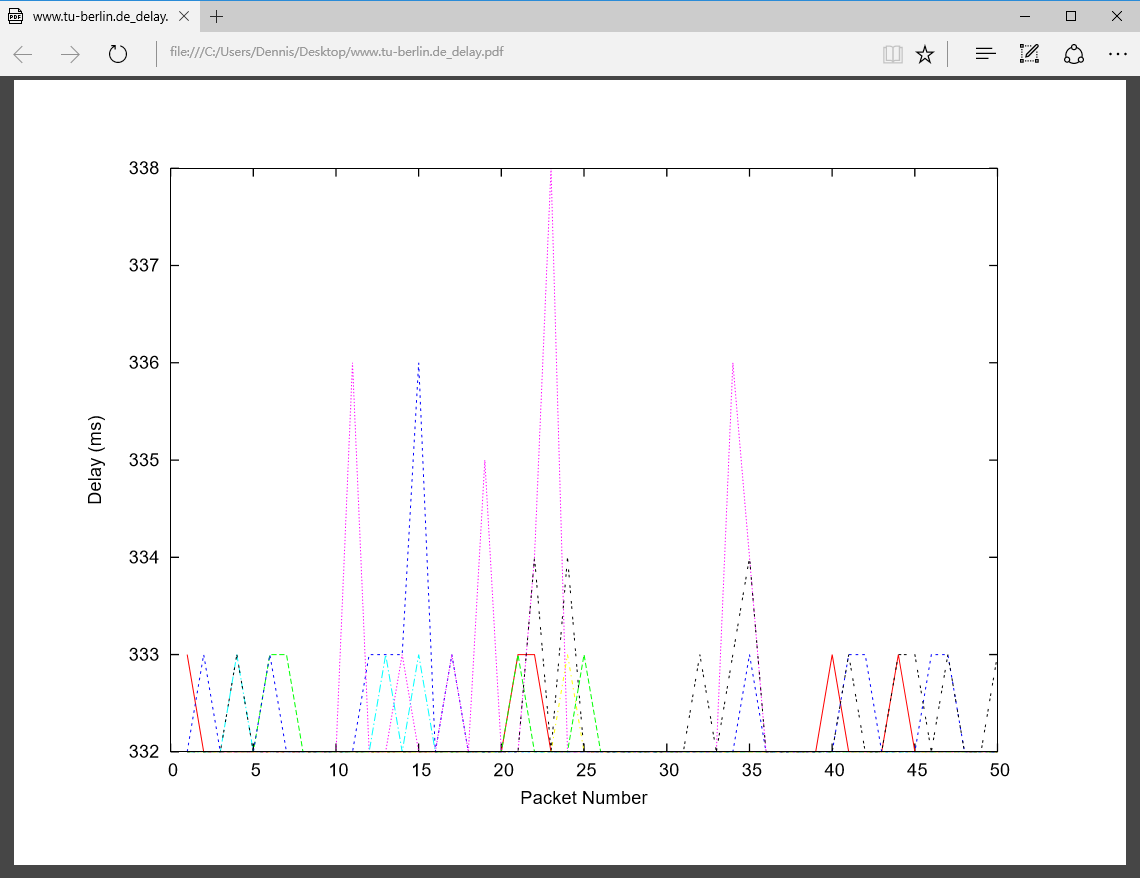 www.tu-berlin.de_delay.
file:///C:/Users/Dennis/Desktop/www.tu-berlin.de_delay.pdf
338
337
336
335
334
333
332
Delay (ms)
0 5 10 15 20 25 30 35 40 45 50
Packet Number